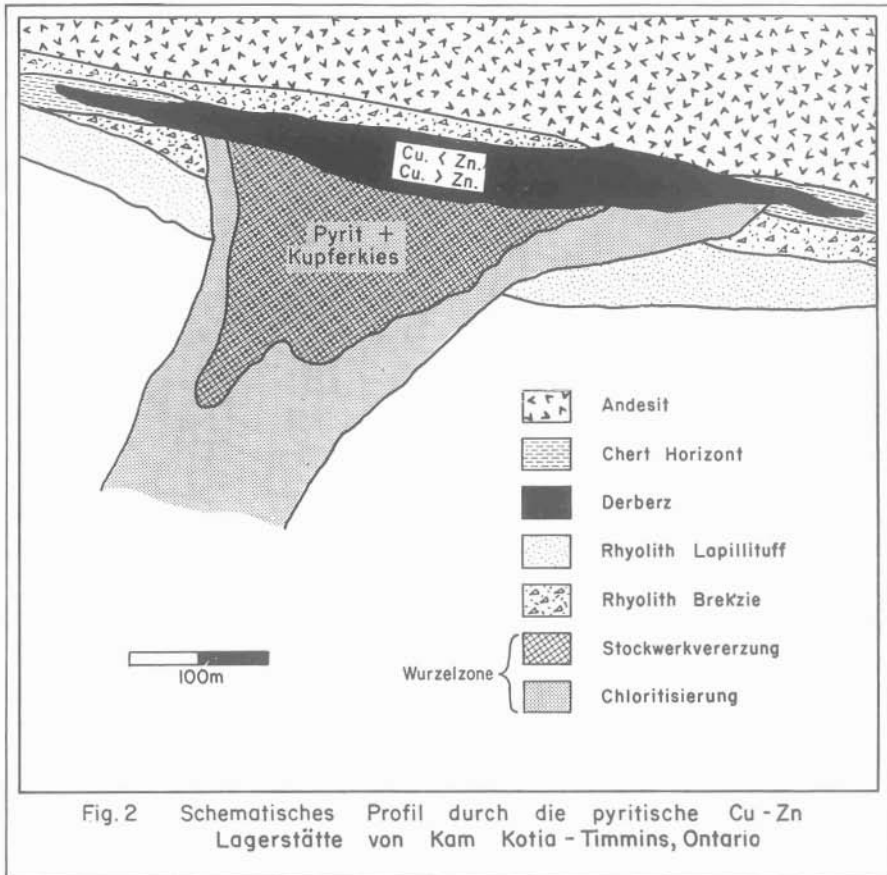 Cu. < Zn.
Cu. > Zn.
Pyrit +
Kupferkies
Andesit
Chert Horizont
Derberz
Rhyolith Lapillituff
Rhyolith Brekzie
Stockwerkvererzung
Wurzelzone
Chloritisierung
100m
Fig. 2 Schematisches Profil durch die pyritische Cu-Zn
Lagerstätte von Kam Kotia - Timmins, Ontario